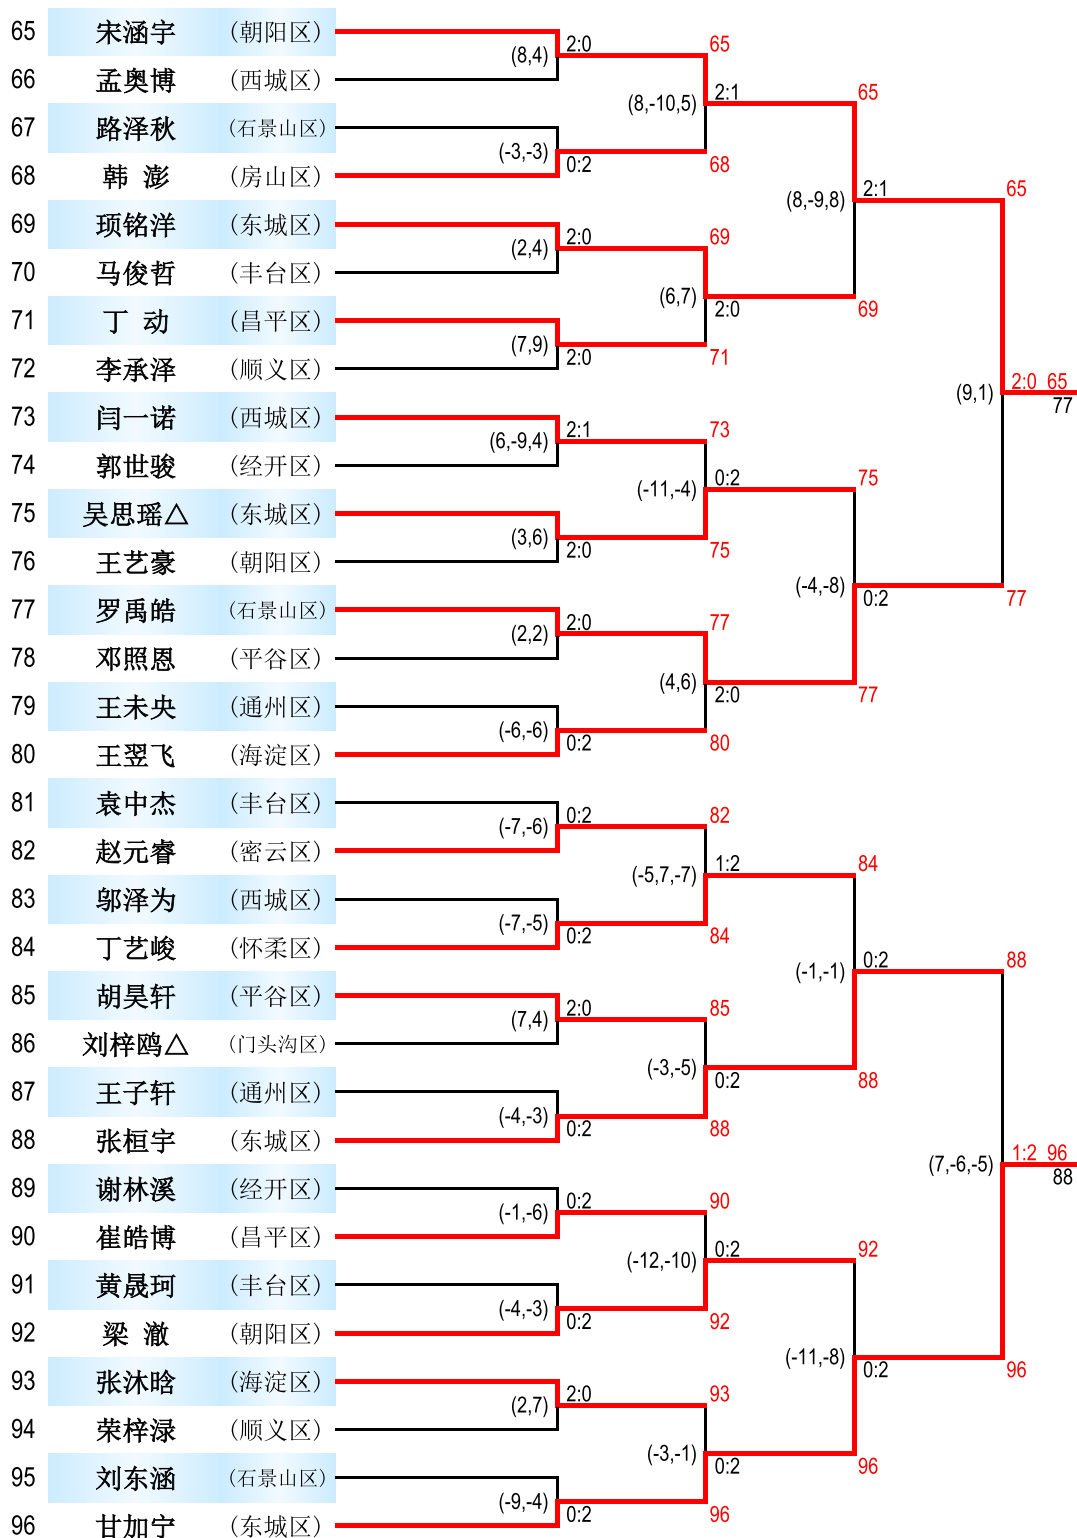 65 宋涵宇 (朝阳区)
66 孟奥博 (西城区)
67 路泽秋 (石景山区)
68 韩 澎 (房山区)
69 顼铭洋 (东城区)
70 马俊哲 (丰台区)
71 丁 动 (昌平区)
72 李承泽 (顺义区)
73 闫一诺 (西城区)
74 郭世骏 (经开区)
75 吴思瑶△ (东城区)
76 王艺豪 (朝阳区)
77 罗禹皓 (石景山区)
78 邓照恩 (平谷区)
79 王未央 (通州区)
80 王翌飞 (海淀区)
81 袁中杰 (丰台区)
82 赵元睿 (密云区)
83 邬泽为 (西城区)
84 丁艺峻 (怀柔区)
85 胡昊轩 (平谷区)
86 刘梓鸥△ (门头沟区)
87 王子轩 (通州区)
88 张桓宇 (东城区)
89 谢林溪 (经开区)
90 崔皓博 (昌平区)
91 黄晟珂 (丰台区)
92 梁 澈 (朝阳区)
93 张沐晗 (海淀区)
94 荣梓渌 (顺义区)
95 刘东涵 (石景山区)
96 甘加宁 (东城区)
(8,4) 2:0 65
(-3,-3) 0:2 68
(2,4) 2:0 69
(7,9) 2:0 71
(6,-9,4) 2:1 73
(3,6) 2:0 75
(2,2) 2:0 77
(-6,-6) 0:2 80
(-7,-6) 0:2 82
(-7,-5) 0:2 84
(7,4) 2:0 85
(-4,-3) 0:2 88
(-1,-6) 0:2 90
(-4,-3) 0:2 92
(2,7) 2:0 93
(-9,-4) 0:2 96
(8,-10,5) 2:1 65
(6,7) 2:0 69
(-11,-4) 0:2 75
(4,6) 2:0 77
(-5,7,-7) 1:2 84
(-3,-5) 0:2 88
(-12,-10) 0:2 92
(-3,-1) 0:2 96
(8,-9,8) 2:1 65
(-4,-8) 0:2 77
(-1,-1) 0:2 88
(-11,-8) 0:2 96
(9,1) 2:0 65
77
(7,-6,-5) 1:2 96
88